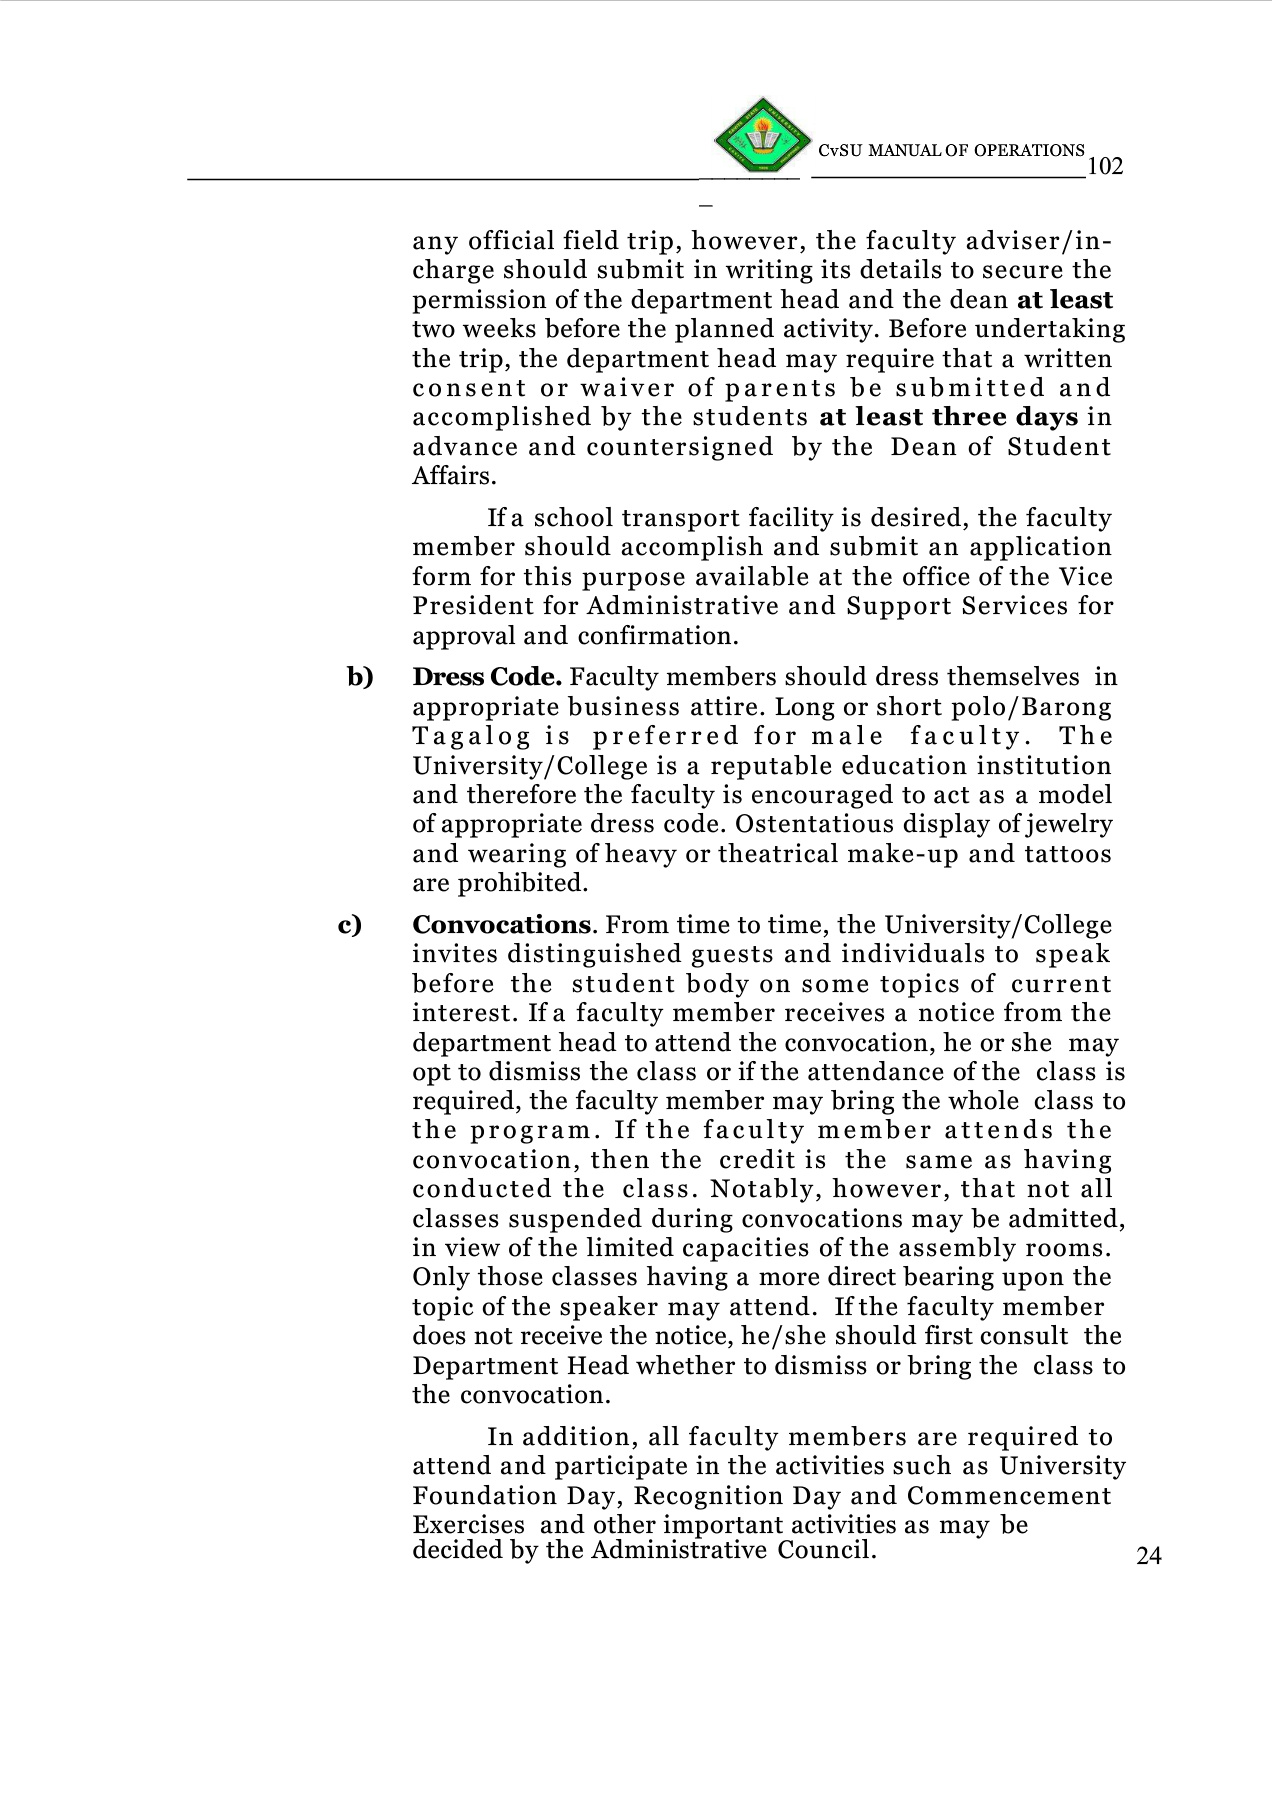 CvSU MANUAL OF OPERATIONS
102
any official field trip, however, the faculty adviser/in-
charge should submit in writing its details to secure the
permission of the department head and the dean at least
two weeks before the planned activity. Before undertaking
the trip, the department head may require that a written
consent or waiver of parents be submitted and
accomplished by the students at least three days in
advance and countersigned by the Dean of Student
Affairs.
If a school transport facility is desired, the faculty
member should accomplish and submit an application
form for this purpose available at the office of the Vice
President for Administrative and Support Services for
approval and confirmation.
b) Dress Code. Faculty members should dress themselves in
appropriate business attire. Long or short polo/Barong
Tagalog is preferred for male faculty. The
University/College is a reputable education institution
and therefore the faculty is encouraged to act as a model
of appropriate dress code. Ostentatious display of jewelry
and wearing of heavy or theatrical make-up and tattoos
are prohibited.
c) Convocations. From time to time, the University/College
invites distinguished guests and individuals to speak
before the student body on some topics of current
interest. If a faculty member receives a notice from the
department head to attend the convocation, he or she may
opt to dismiss the class or if the attendance of the class is
required, the faculty member may bring the whole class to
the program. If the faculty member attends the
convocation, then the credit is the same as having
conducted the class. Notably, however, that not all
classes suspended during convocations may be admitted,
in view of the limited capacities of the assembly rooms.
Only those classes having a more direct bearing upon the
topic of the speaker may attend. If the faculty member
does not receive the notice, he/she should first consult the
Department Head whether to dismiss or bring the class to
the convocation.
In addition, all faculty members are required to
attend and participate in the activities such as University
Foundation Day, Recognition Day and Commencement
Exercises and other important activities as may be
decided by the Administrative Council.
24